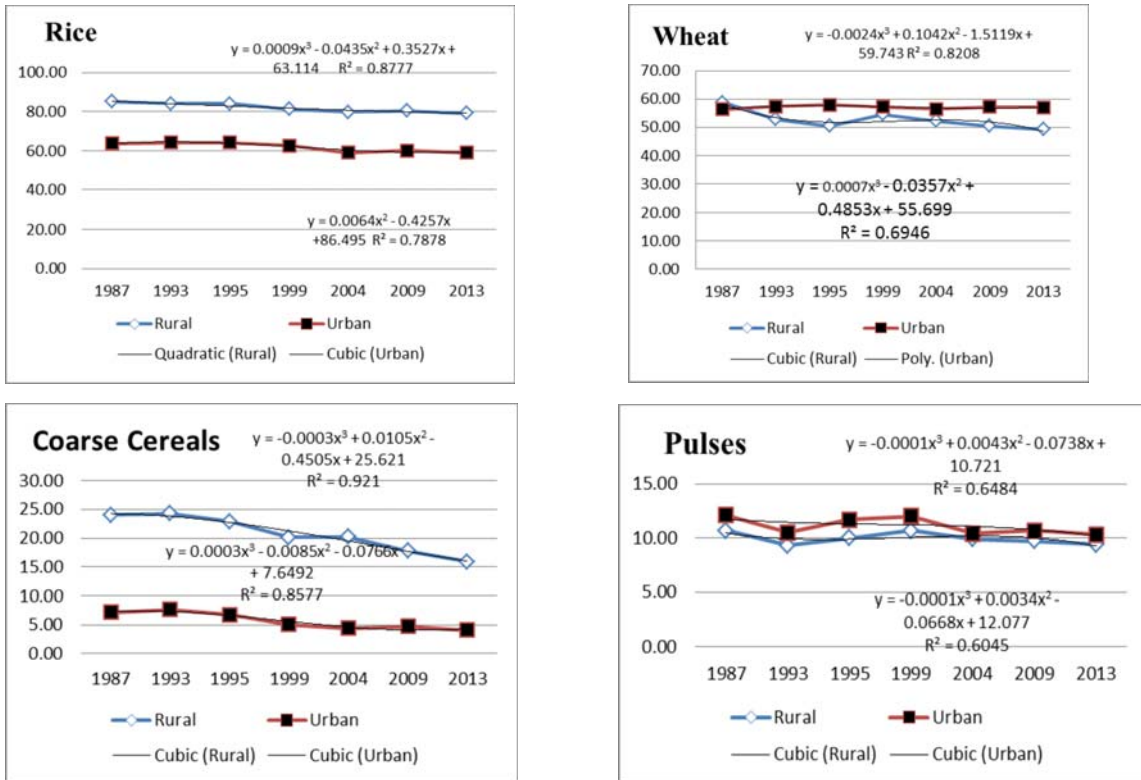 Rice
y = 0.0009x³ - 0.0435x² + 0.3527x +
63.114 R² = 0.8777
100.00
80.00
60.00
40.00
20.00
0.00
y = 0.0064x² - 0.4257x
+86.495 R² = 0.7878
1987 1993 1995 1999 2004 2009 2013
Rural Urban
Quadratic (Rural) Cubic (Urban)
Wheat
y = -0.0024x³ + 0.1042x² - 1.5119x +
59.743 R² = 0.8208
70.00
60.00
50.00
40.00
30.00
20.00
10.00
0.00
y = 0.0007x³ - 0.0357x² +
0.4853x + 55.699
R² = 0.6946
1987 1993 1995 1999 2004 2009 2013
Rural Urban
Cubic (Rural) Poly. (Urban)
Coarse Cereals
y = -0.0003x³ + 0.0105x² -
0.4505x + 25.621
R² = 0.921
30.00
25.00
20.00
15.00
10.00
5.00
0.00
y = 0.0003x³ - 0.0085x² - 0.0766x
+ 7.6492
R² = 0.8577
1987 1993 1995 1999 2004 2009 2013
Rural Urban
Cubic (Rural) Cubic (Urban)
Pulses
y = -0.0001x³ + 0.0043x² - 0.0738x +
10.721
R² = 0.6484
15.00
10.00
5.00
0.00
y = -0.0001x³ + 0.0034x² -
0.0668x + 12.077
R² = 0.6045
1987 1993 1995 1999 2004 2009 2013
Rural Urban
Cubic (Rural) Cubic (Urban)